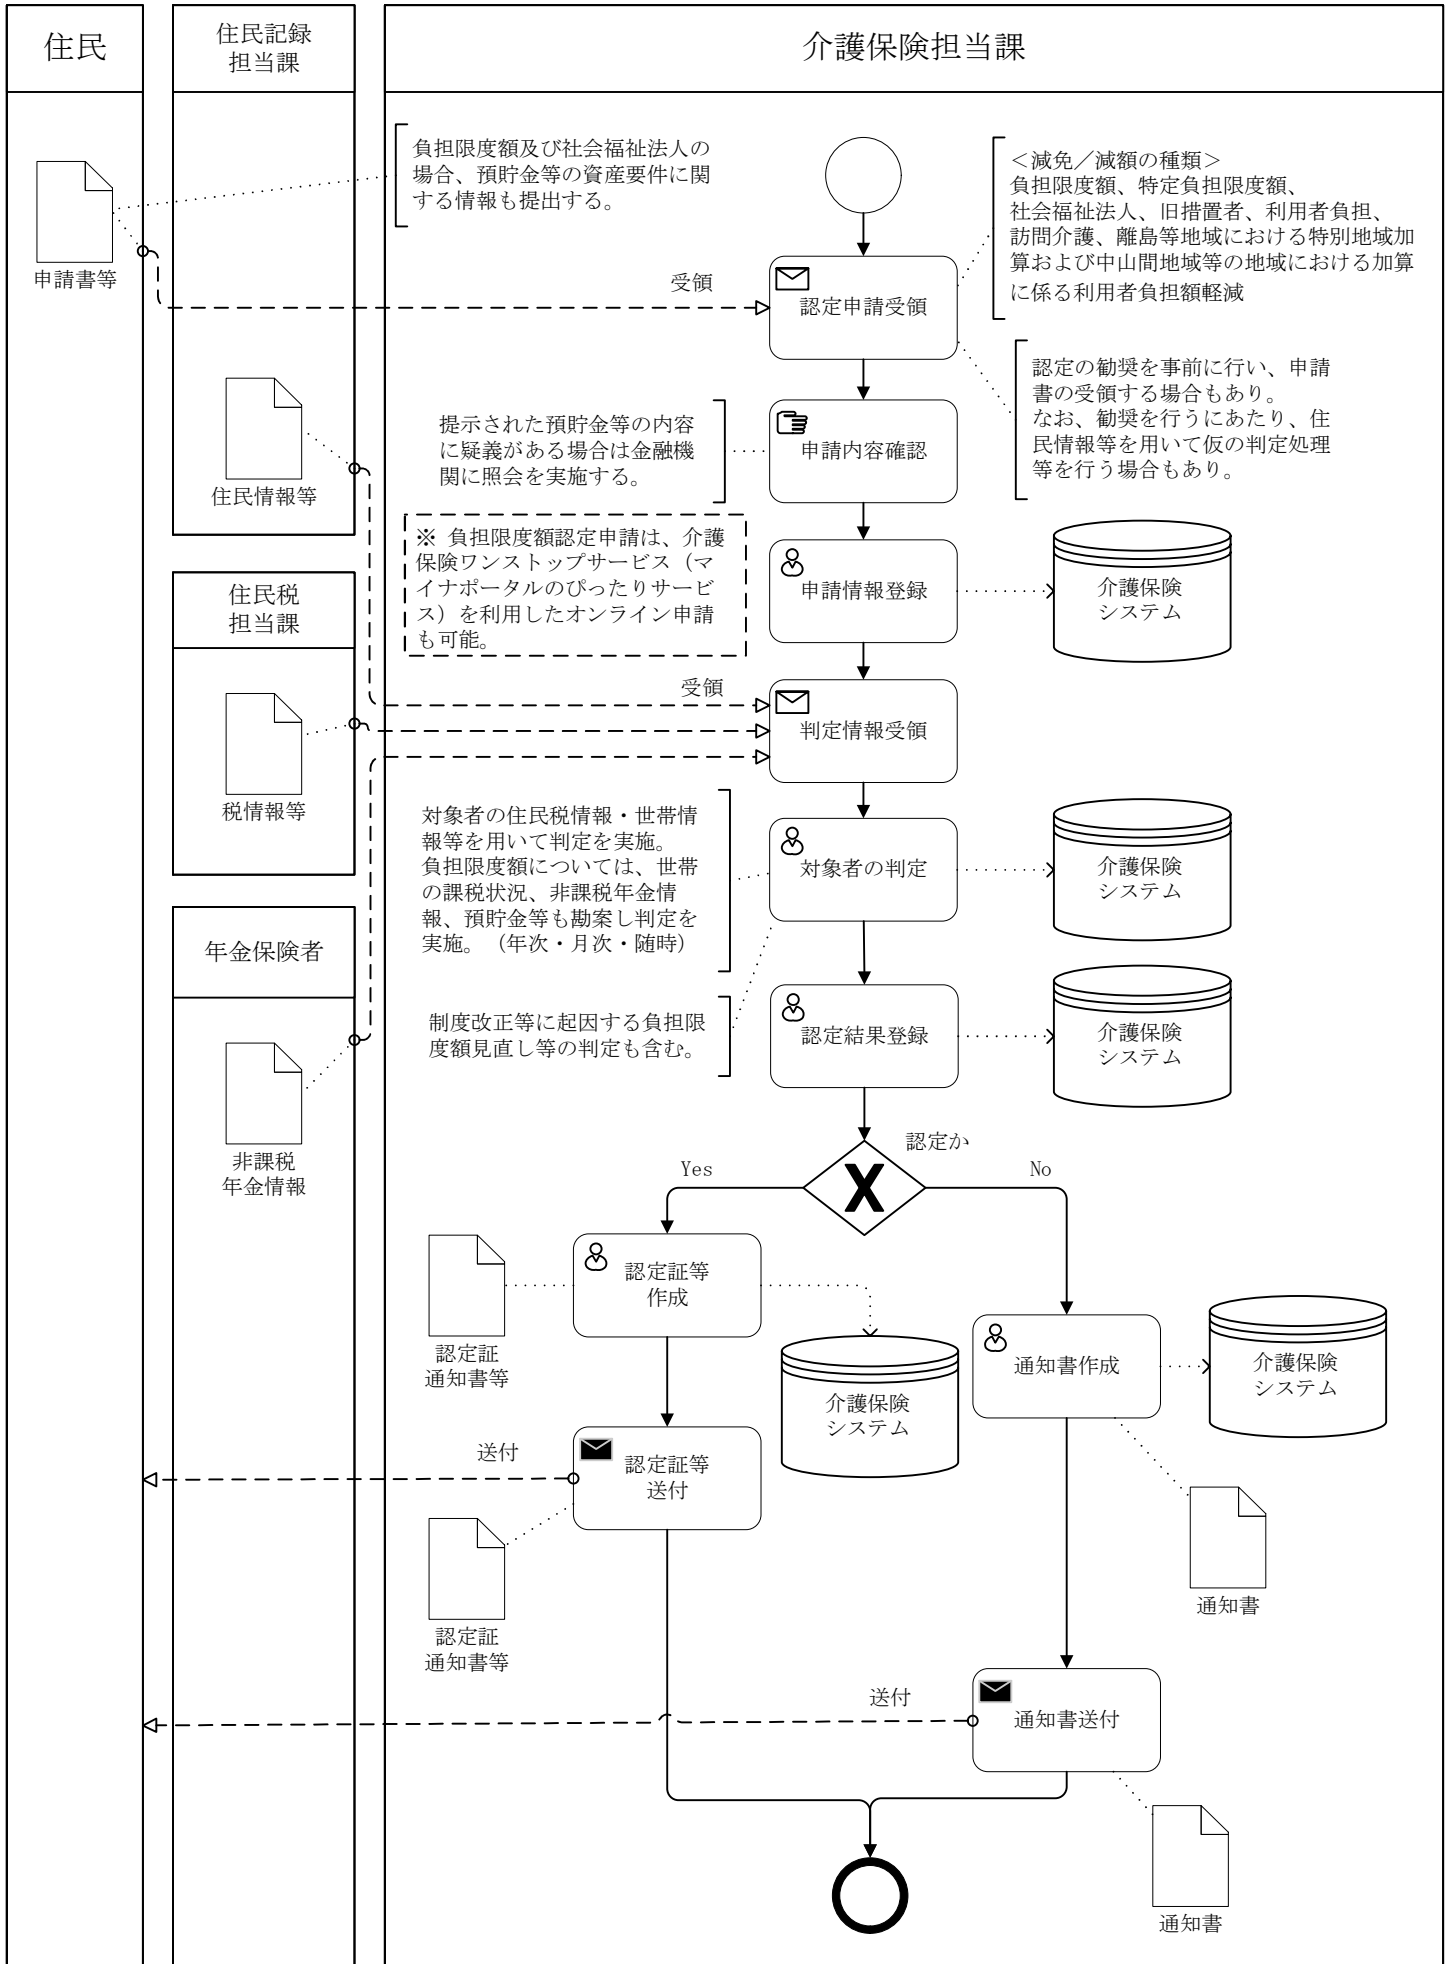 住民
住民記録
担当課
介護保険担当課
申請書等
負担限度額及び社会福祉法人の
場合、預貯金等の資産要件に関
する情報も提出する。
<減免/減額の種類>
負担限度額、特定負担限度額、
社会福祉法人、旧措置者、利用者負担、
訪問介護、離島等地域における特別地域加
算および中山間地域等の地域における加算
に係る利用者負担額軽減
受領
認定申請受領
認定の勧奨を事前に行い、申請
書の受領する場合もあり。
なお、勧奨を行うにあたり、住
民情報等を用いて仮の判定処理
等を行う場合もあり。
住民情報等
提示された預貯金等の内容
に疑義がある場合は金融機
関に照会を実施する。
申請内容確認
※ 負担限度額認定申請は、介護
保険ワンストップサービス(マ
イナポータルのぴったりサービ
ス)を利用したオンライン申請
も可能。
申請情報登録
介護保険
システム
住民税
担当課
税情報等
受領
判定情報受領
対象者の住民税情報・世帯情
報等を用いて判定を実施。
負担限度額については、世帯
の課税状況、非課税年金情
報、預貯金等も勘案し判定を
実施。(年次・月次・随時)
対象者の判定
介護保険
システム
年金保険者
非課税
年金情報
制度改正等に起因する負担限
度額見直し等の判定も含む。
認定結果登録
介護保険
システム
認定か
Yes
No
認定証等
作成
認定証
通知書等
介護保険
システム
通知書作成
介護保険
システム
送付
認定証等
送付
認定証
通知書等
通知書
送付
通知書送付
通知書